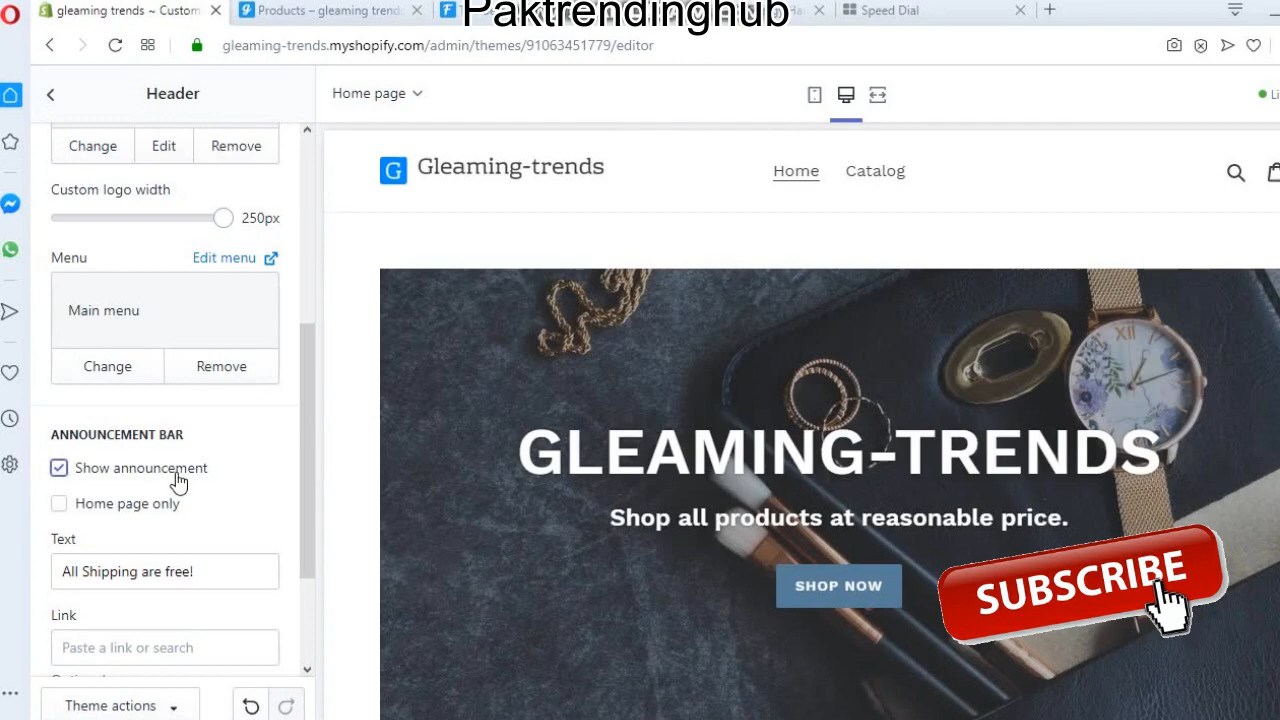 gleaming trends ~ Custom
Products – gleaming trends
Paktrendinghub
Speed Dial
gleaming-trends.myshopify.com/admin/themes/91063451779/editor
Header
Home page
Change
Edit
Remove
Custom logo width
250px
Menu
Edit menu
Main menu
Change
Remove
ANNOUNCEMENT BAR
Show announcement
Home page only
Text
All Shipping are free!
Link
Paste a link or search
Theme actions
G
Gleaming-trends
Home
Catalog
XII
GLEAMING-TRENDS
Shop all products at reasonable price.
SHOP NOW
SUBSCRIBE